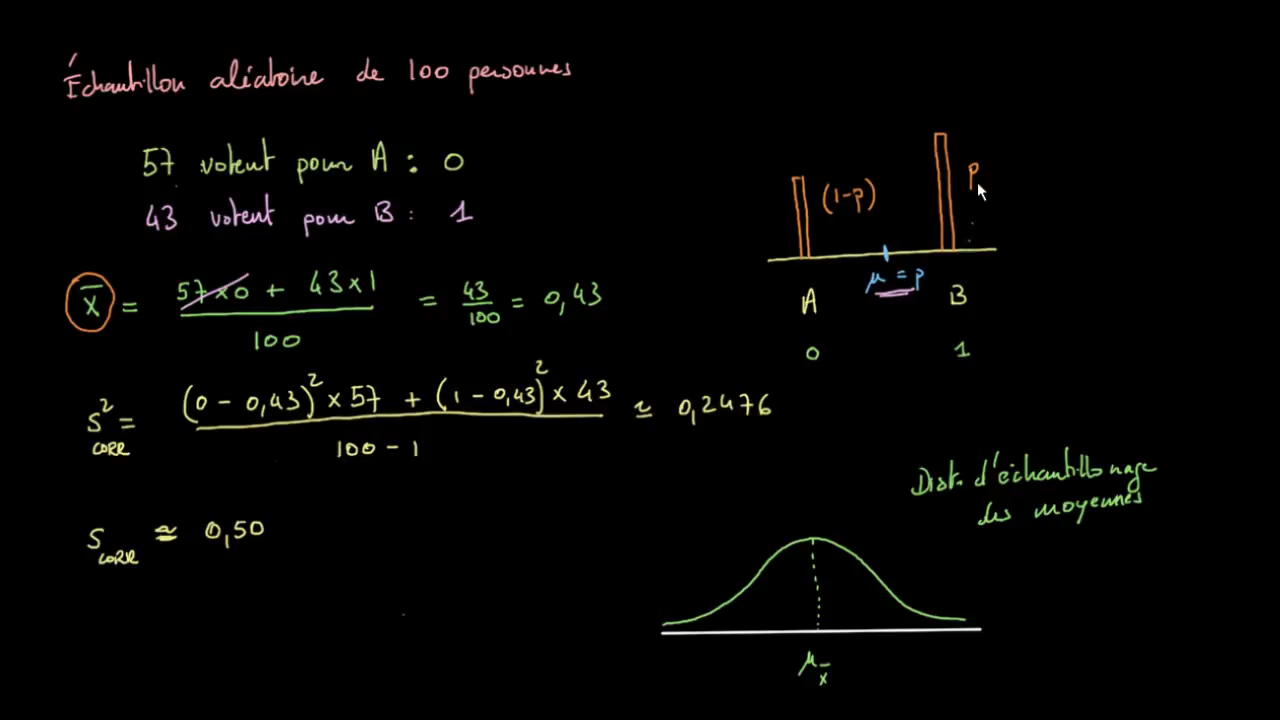 Échantillon aléatoire de 100 personnes
57 votent pour A : 0
43 votent pour B : 1
x̄ = (57×0 + 43×1) / 100 = 43/100 = 0,43
S²CORR = ((0 - 0,43)² × 57 + (1 - 0,43)² × 43) / (100 - 1) ≃ 0,2476
SCORR ≈ 0,50
(1-p)
p
μ = p
A B
0 1
Dist. d'échantillonage
des moyennes
μx̄